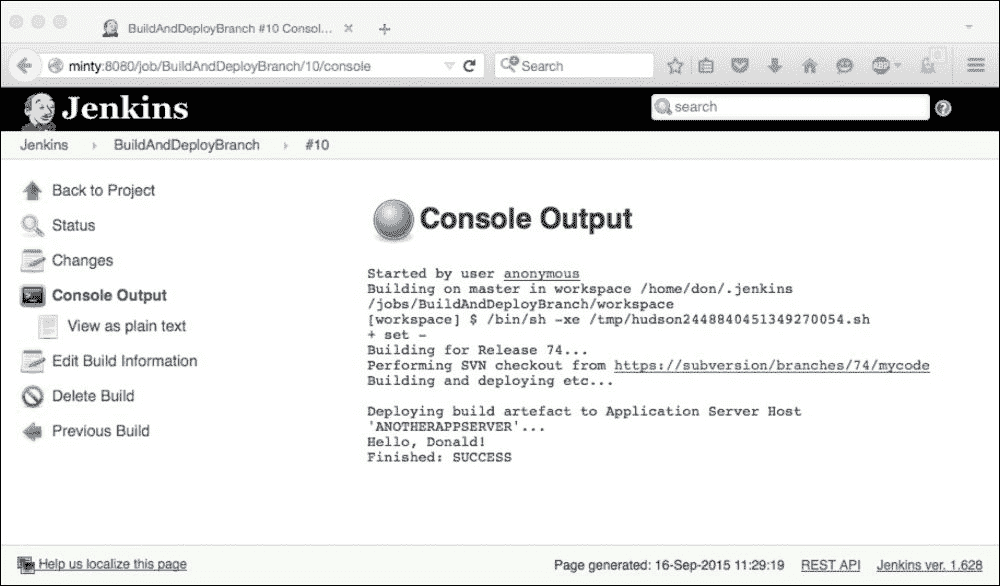 BuildAndDeployBranch #10 Consol...
minty:8080/job/BuildAndDeployBranch/10/console
Search
Jenkins
search
Jenkins
BuildAndDeployBranch
#10
Back to Project
Status
Changes
Console Output
View as plain text
Edit Build Information
Delete Build
Previous Build
Console Output
Started by user anonymous
Building on master in workspace /home/don/.jenkins
/jobs/BuildAndDeployBranch/workspace
[workspace] $ /bin/sh -xe /tmp/hudson2448840451349270054.sh
+ set -
Building for Release 74...
Performing SVN checkout from https://subversion/branches/74/mycode
Building and deploying etc...
Deploying build artefact to Application Server Host
'ANOTHERAPPSERVER'...
Hello, Donald!
Finished: SUCCESS
Help us localize this page
Page generated: 16-Sep-2015 11:29:19
REST API
Jenkins ver. 1.628